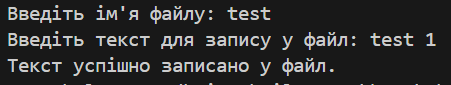 Введіть ім'я файлу: test
Введіть текст для запису у файл: test 1
Текст успішно записано у файл.